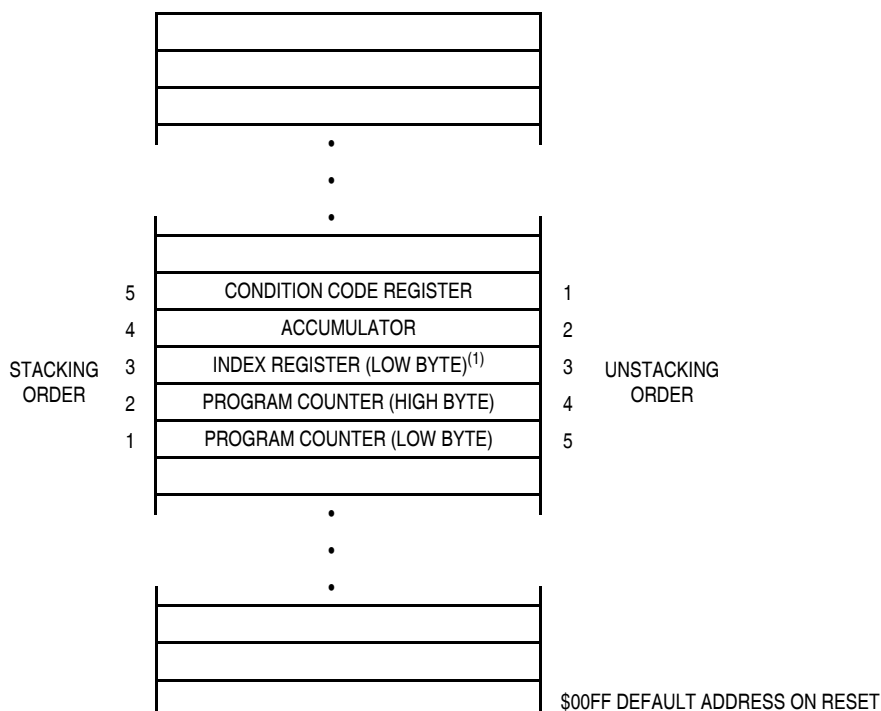 5 CONDITION CODE REGISTER 1
4 ACCUMULATOR 2
STACKING ORDER
3 INDEX REGISTER (LOW BYTE)(1) 3
UNSTACKING ORDER
2 PROGRAM COUNTER (HIGH BYTE) 4
1 PROGRAM COUNTER (LOW BYTE) 5
$00FF DEFAULT ADDRESS ON RESET